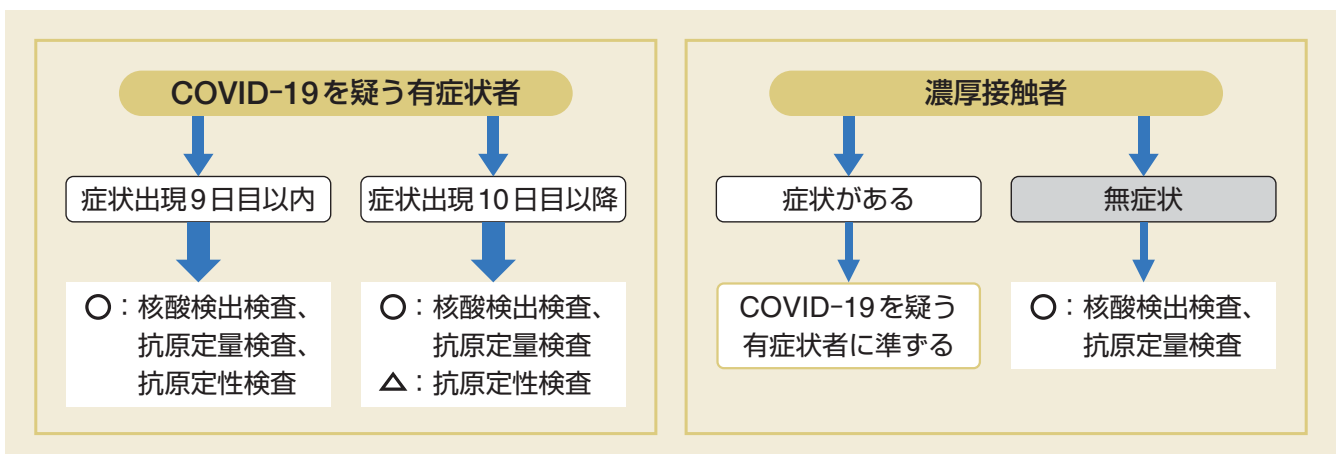 COVID-19を疑う有症状者
症状出現9日目以内
○：核酸検出検査、
抗原定量検査、
抗原定性検査
症状出現10日目以降
○：核酸検出検査、
抗原定量検査
△：抗原定性検査
濃厚接触者
症状がある
COVID-19を疑う
有症状者に準ずる
無症状
○：核酸検出検査、
抗原定量検査